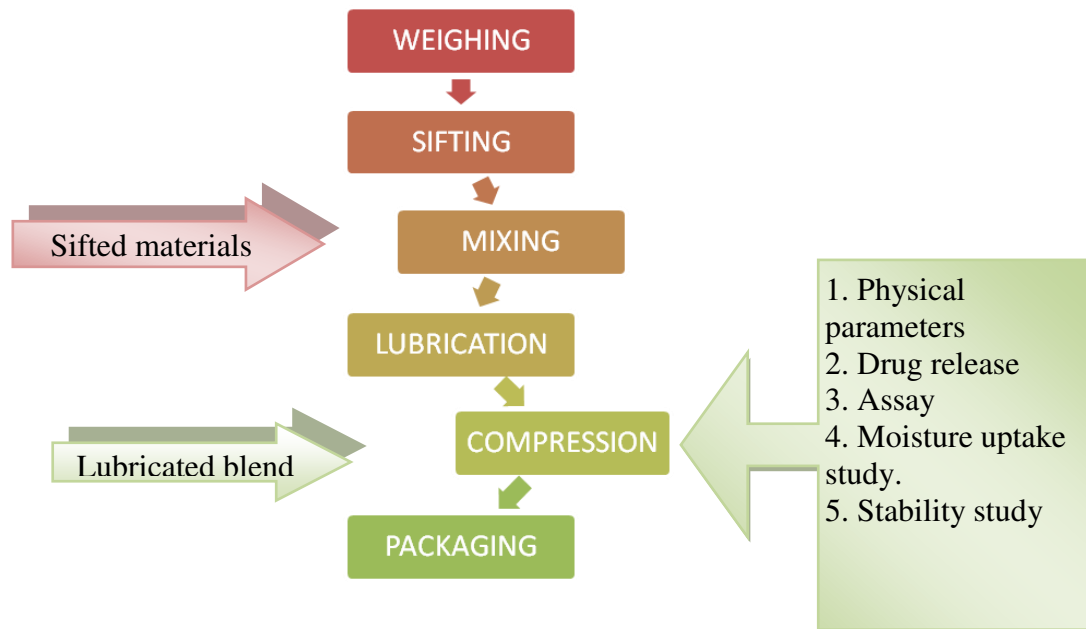 WEIGHING
SIFTING
Sifted materials
MIXING
LUBRICATION
Lubricated blend
COMPRESSION
1. Physical
parameters
2. Drug release
3. Assay
4. Moisture uptake
study.
5. Stability study
PACKAGING